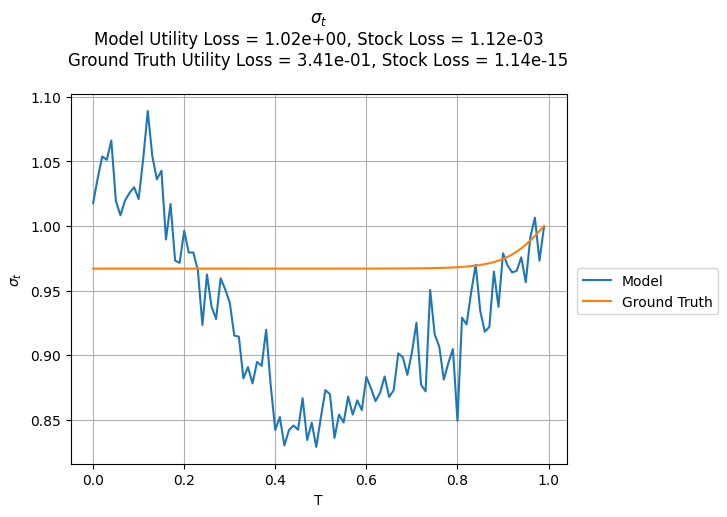 σ_t
Model Utility Loss = 1.02e+00, Stock Loss = 1.12e-03
Ground Truth Utility Loss = 3.41e-01, Stock Loss = 1.14e-15
1.10
1.05
1.00
0.95
0.90
0.85
σ_t
0.0 0.2 0.4 0.6 0.8 1.0
T
Model
Ground Truth